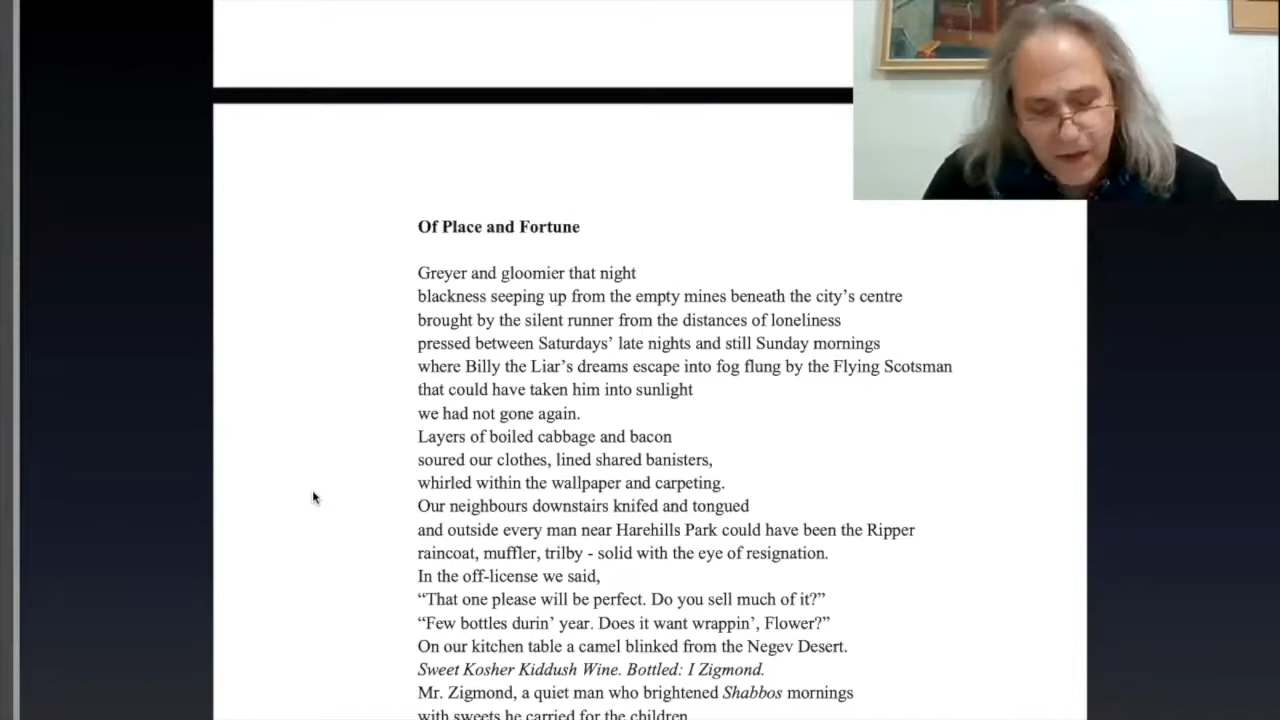 Of Place and Fortune
Greyer and gloomier that night
blackness seeping up from the empty mines beneath the city’s centre
brought by the silent runner from the distances of loneliness
pressed between Saturdays’ late nights and still Sunday mornings
where Billy the Liar’s dreams escape into fog flung by the Flying Scotsman
that could have taken him into sunlight
we had not gone again.
Layers of boiled cabbage and bacon
soured our clothes, lined shared banisters,
whirled within the wallpaper and carpeting.
Our neighbours downstairs knifed and tongued
and outside every man near Harehills Park could have been the Ripper
raincoat, muffler, trilby - solid with the eye of resignation.
In the off-license we said,
“That one please will be perfect. Do you sell much of it?”
“Few bottles durin’ year. Does it want wrappin’, Flower?”
On our kitchen table a camel blinked from the Negev Desert.
Sweet Kosher Kiddush Wine. Bottled: I Zigmond.
Mr. Zigmond, a quiet man who brightened Shabbos mornings
with sweets he carried for the children